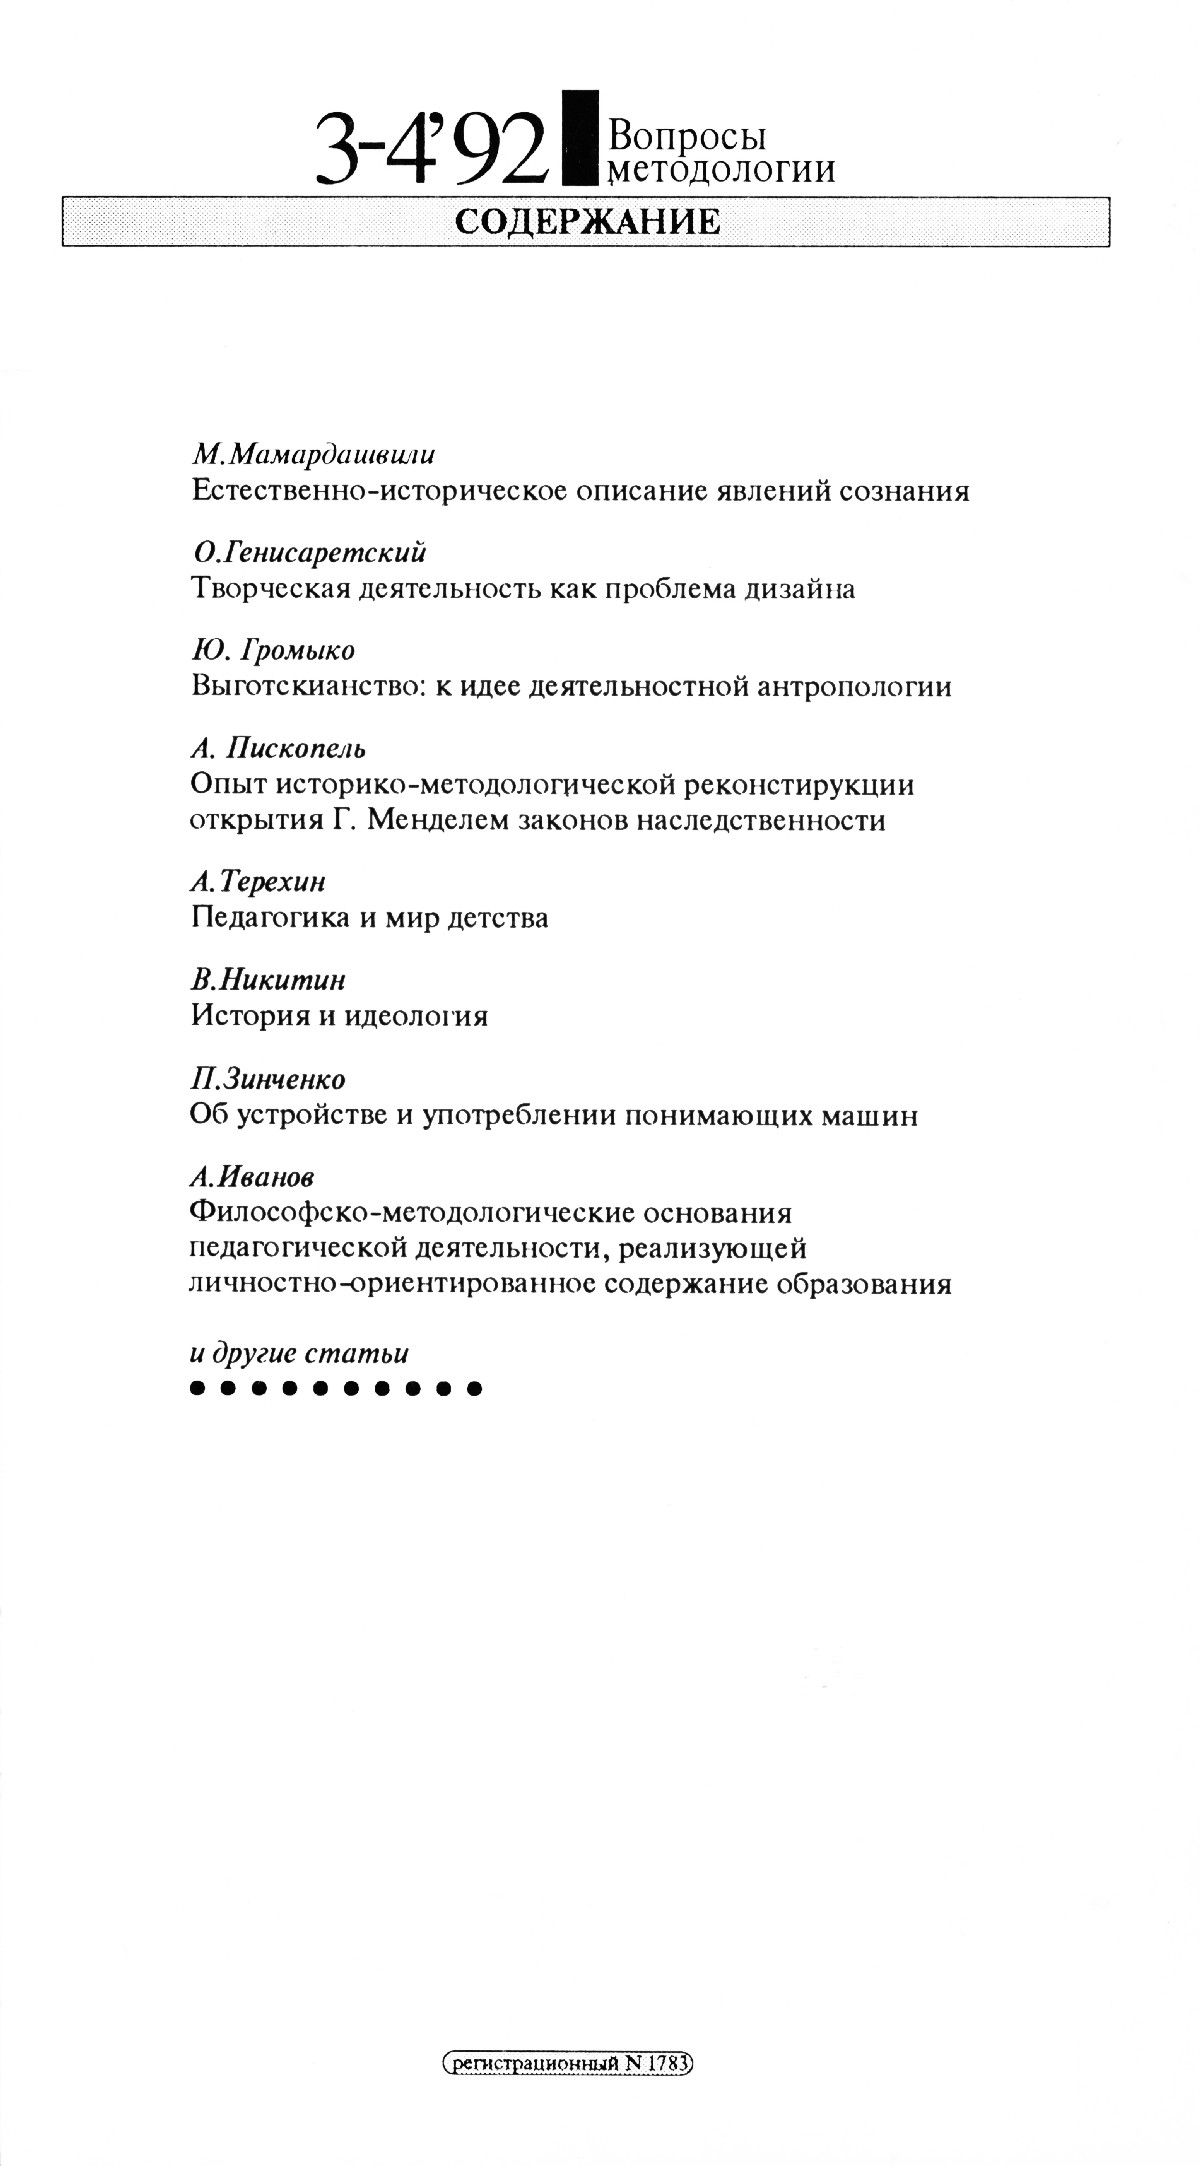 3-4'92
Вопросы
методологии
СОДЕРЖАНИЕ
М.Мамардашвили
Естественно-историческое описание явлений сознания
О.Генисаретский
Творческая деятельность как проблема дизайна
Ю. Громыко
Выготскианство: к идее деятельностной антропологии
А. Пископель
Опыт историко-методологической реконстирукции
открытия Г. Менделем законов наследственности
А.Терехин
Педагогика и мир детства
В.Никитин
История и идеология
П.Зинченко
Об устройстве и употреблении понимающих машин
А.Иванов
Философско-методологические основания
педагогической деятельности, реализующей
личностно-ориентированное содержание образования
и другие статьи
регистрационный N 1783